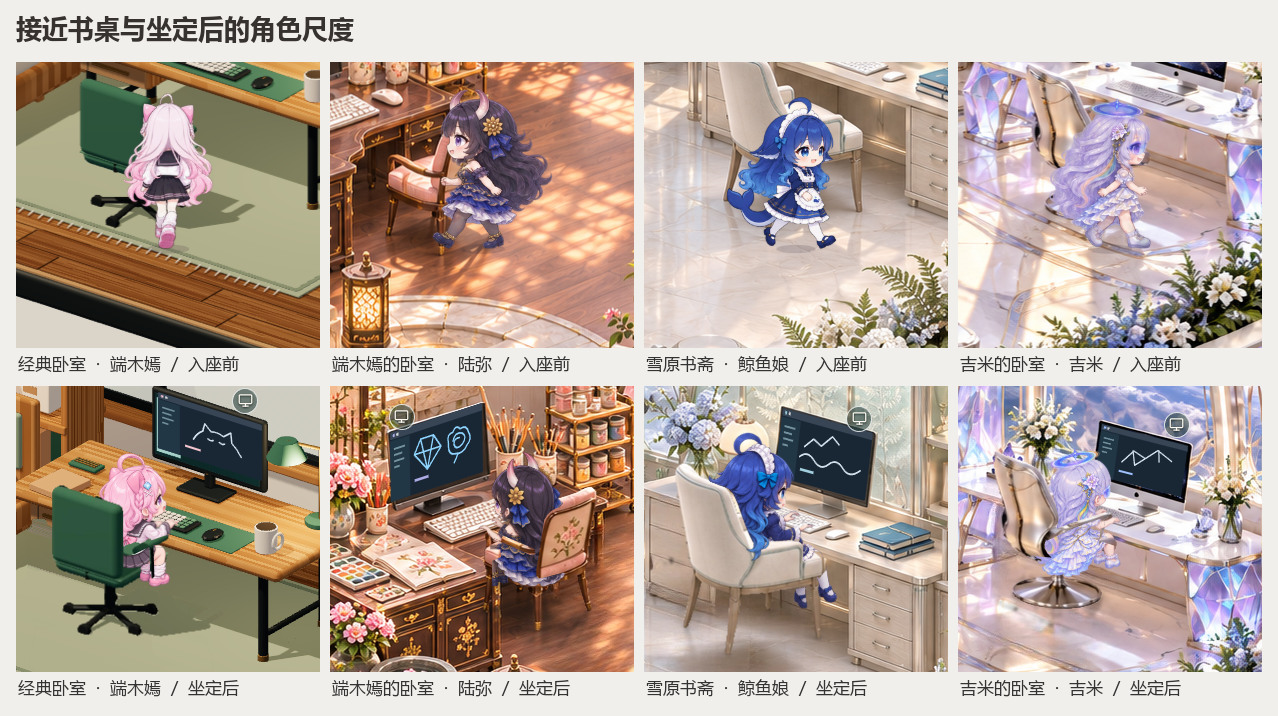 接近书桌与坐定后的角色尺度
经典卧室 · 端木嫣 / 入座前
端木嫣的卧室 · 陆弥 / 入座前
雪原书斋 · 鲸鱼娘 / 入座前
吉米的卧室 · 吉米 / 入座前
经典卧室 · 端木嫣 / 坐定后
端木嫣的卧室 · 陆弥 / 坐定后
雪原书斋 · 鲸鱼娘 / 坐定后
吉米的卧室 · 吉米 / 坐定后